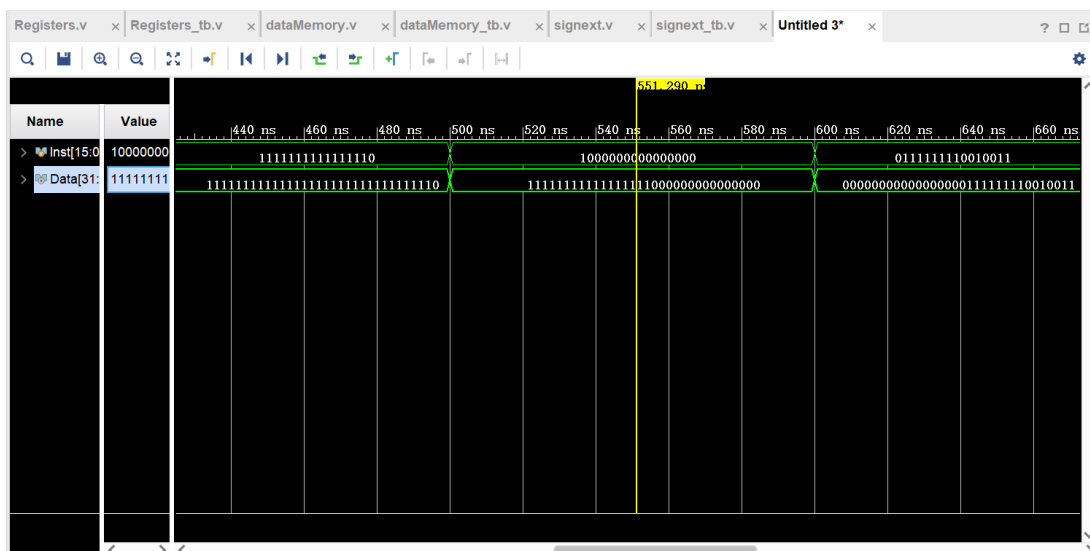 Registers.v × Registers_tb.v × dataMemory.v × dataMemory_tb.v × signext.v × signext_tb.v × Untitled 3* × ?
551.290 n
Name Value 440 ns 460 ns 480 ns 500 ns 520 ns 540 ns 560 ns 580 ns 600 ns 620 ns 640 ns 660 ns
Inst[15:0 10000000 1111111111111110 1000000000000000 0111111110010011
Data[31: 11111111 11111111111111111111111111111110 11111111111111111000000000000000 00000000000000000111111110010011